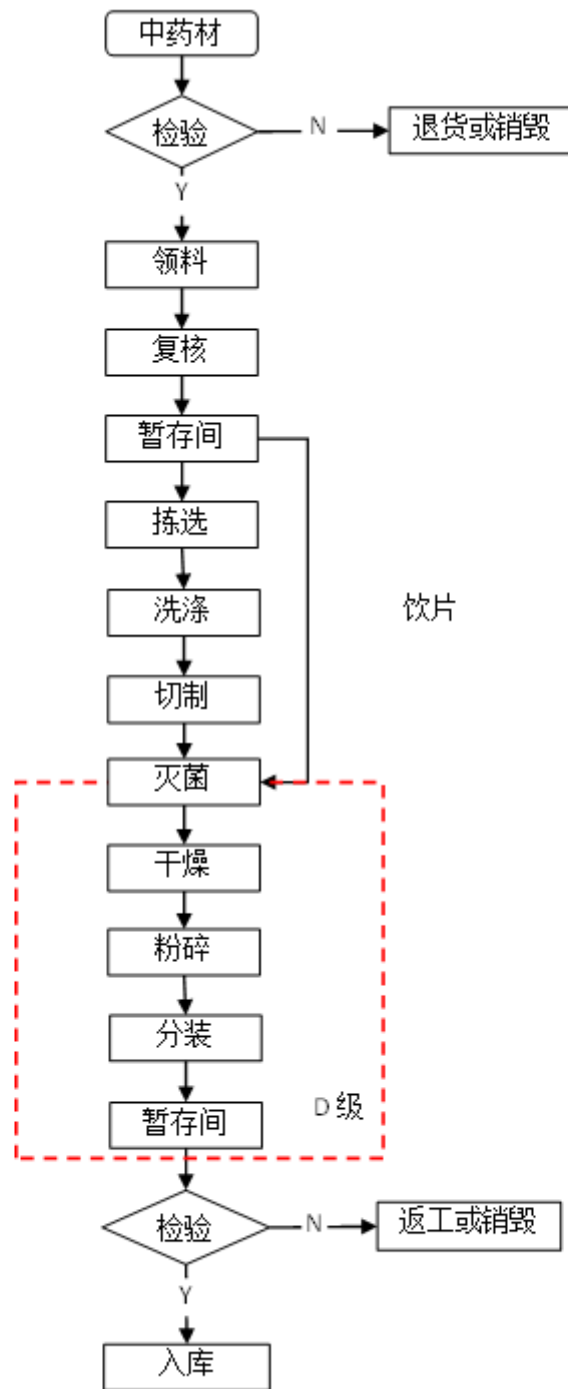 中药材
检验
N
退货或销毁
Y
领料
复核
暂存间
拣选
洗涤
饮片
切制
灭菌
干燥
粉碎
分装
D级
暂存间
检验
N
返工或销毁
Y
入库